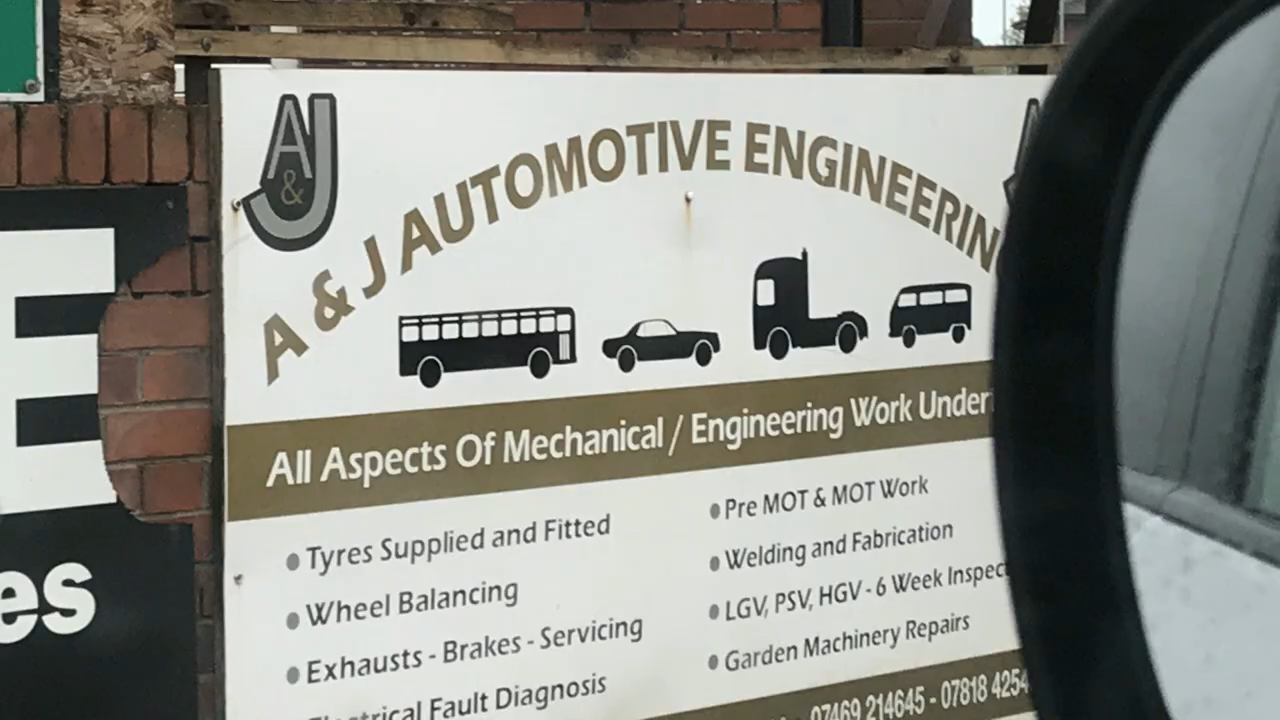 A
&
J
A & J AUTOMOTIVE ENGINEERIN
All Aspects Of Mechanical / Engineering Work Under
• Tyres Supplied and Fitted
• Wheel Balancing
• Exhausts - Brakes - Servicing
Electrical Fault Diagnosis
• Pre MOT & MOT Work
• Welding and Fabrication
• LGV, PSV, HGV - 6 Week Inspec
• Garden Machinery Repairs
07469 214645 - 07818 4254
E
es